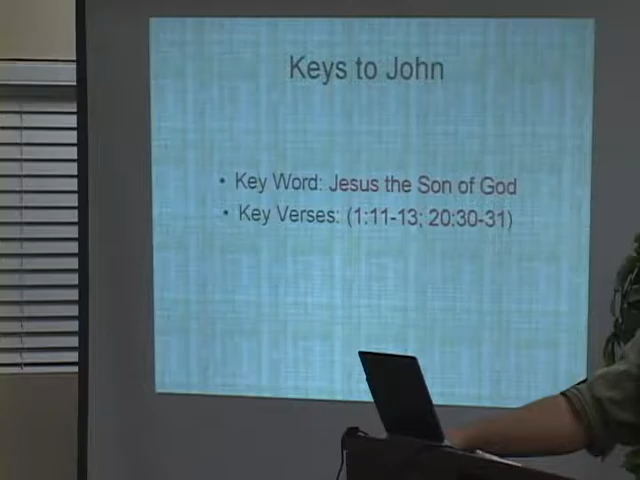 Keys to John
• Key Word: Jesus the Son of God
• Key Verses: (1:11-13; 20:30-31)